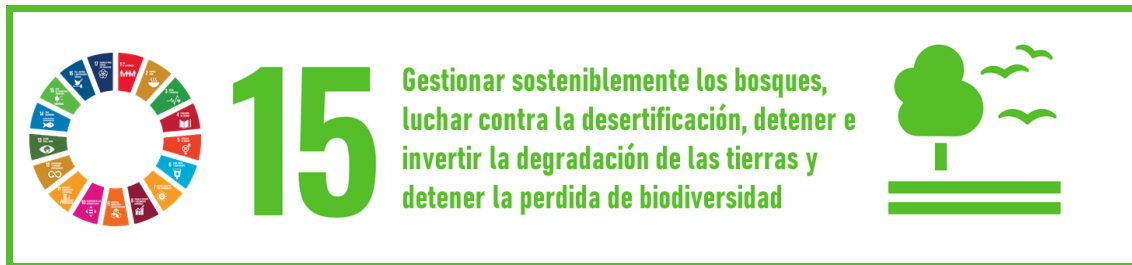 15
Gestionar sosteniblemente los bosques,
luchar contra la desertificación, detener e
invertir la degradación de las tierras y
detener la perdida de biodiversidad